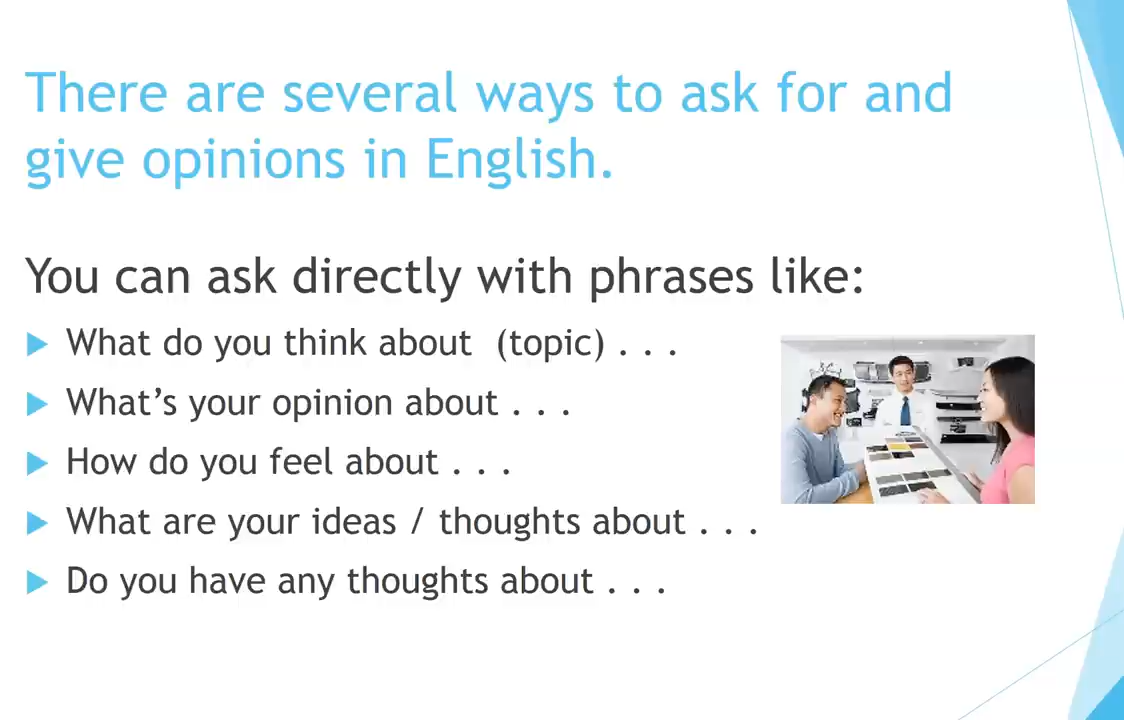 There are several ways to ask for and
give opinions in English.
You can ask directly with phrases like:
What do you think about  (topic) . . .
What’s your opinion about . . .
How do you feel about . . .
What are your ideas / thoughts about . . .
Do you have any thoughts about . . .